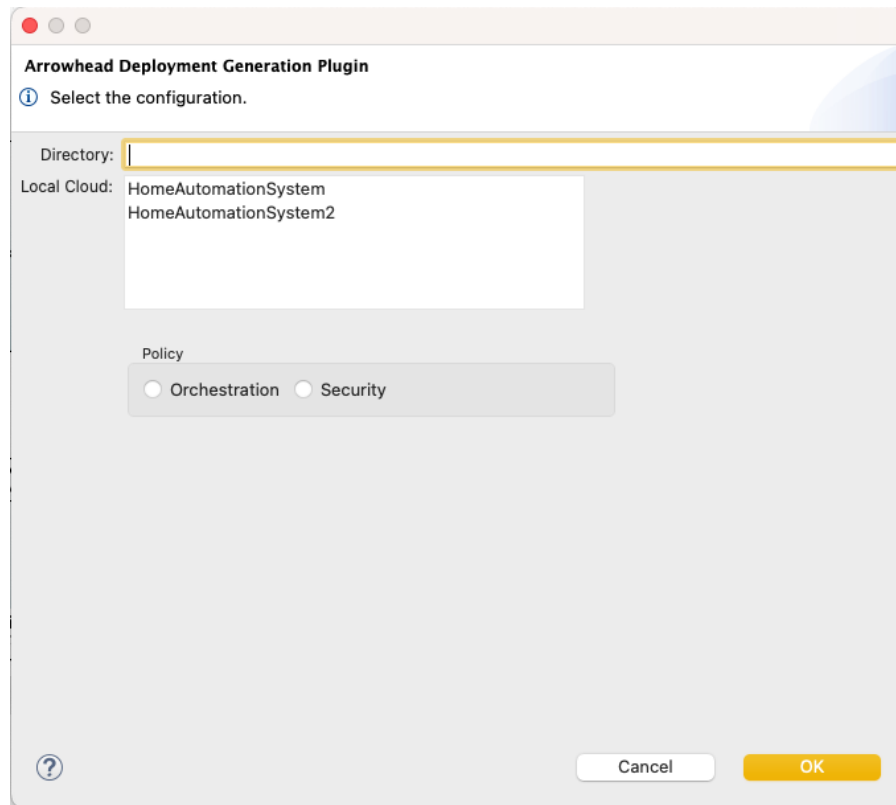 Arrowhead Deployment Generation Plugin
Select the configuration.
Directory:
Local Cloud: HomeAutomationSystem
HomeAutomationSystem2
Policy
Orchestration Security
? Cancel OK